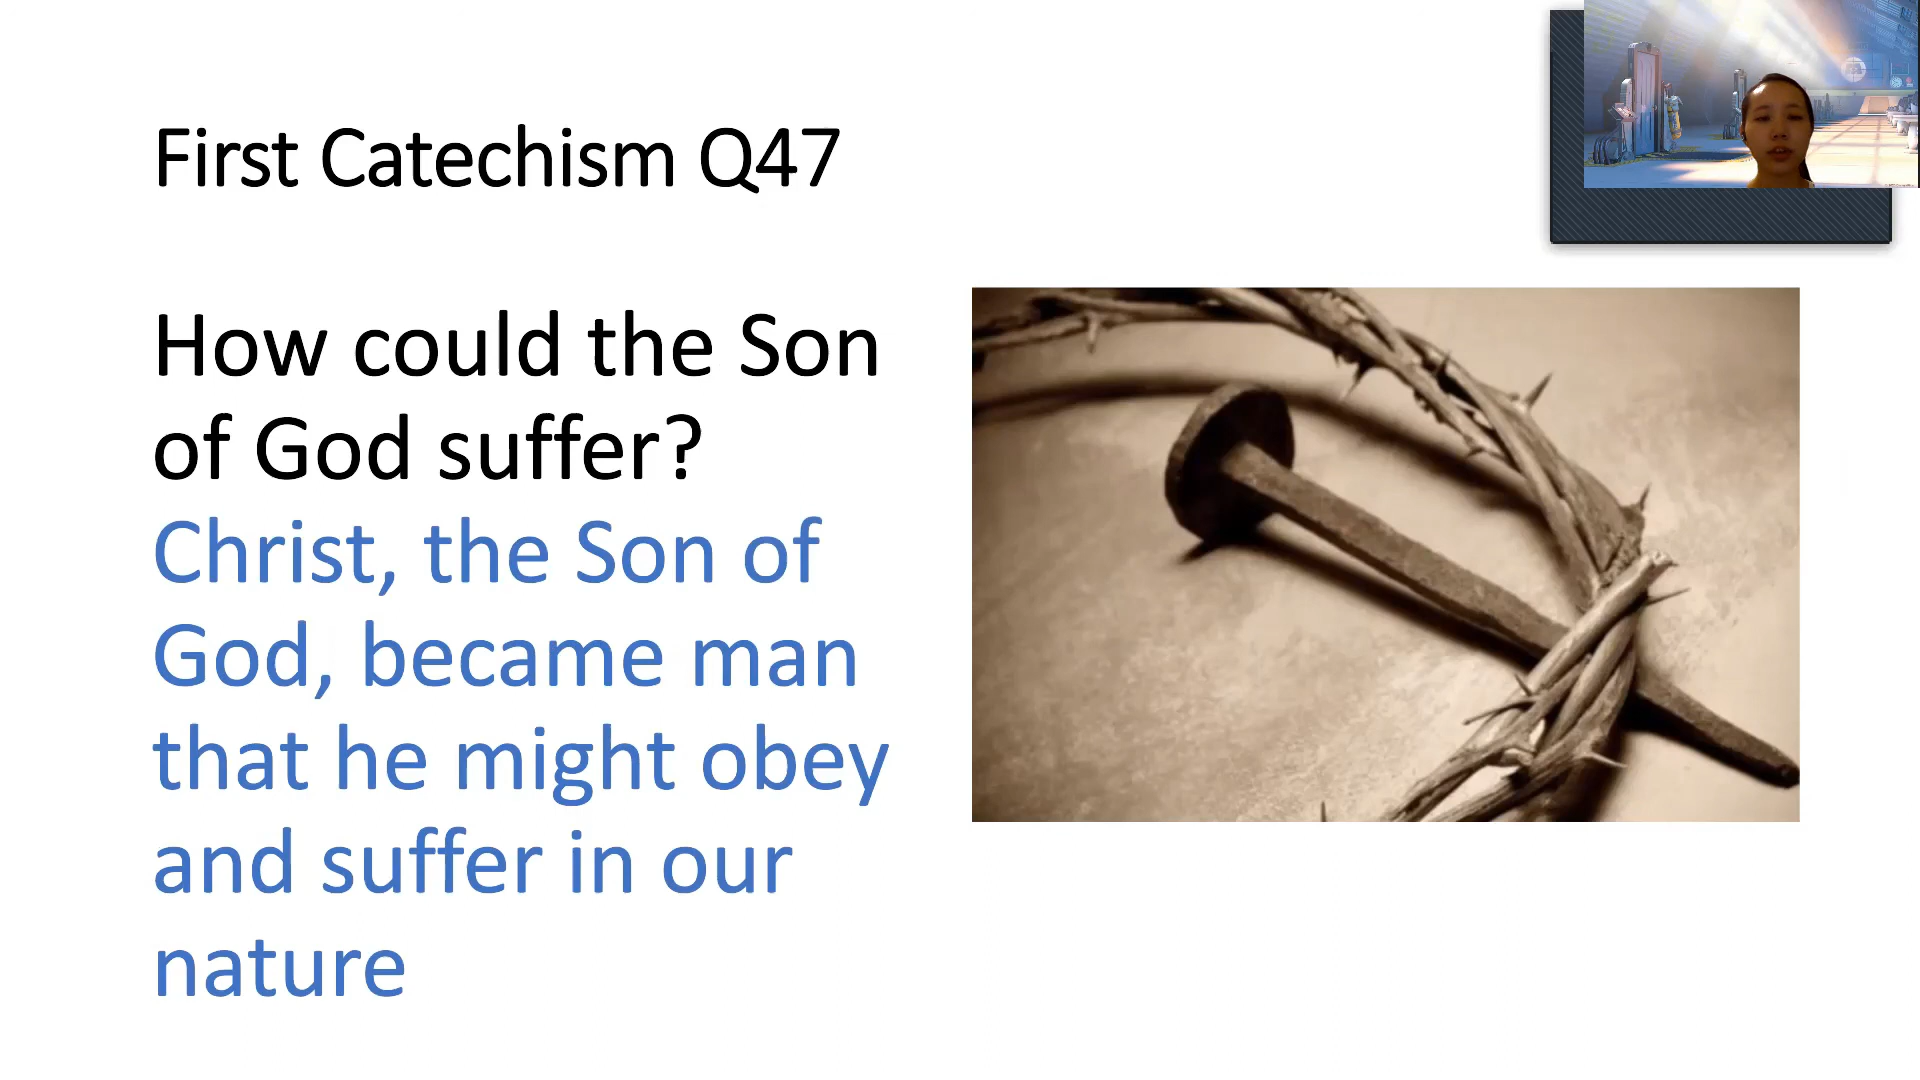 First Catechism Q47
How could the Son
of God suffer?
Christ, the Son of
God, became man
that he might obey
and suffer in our
nature